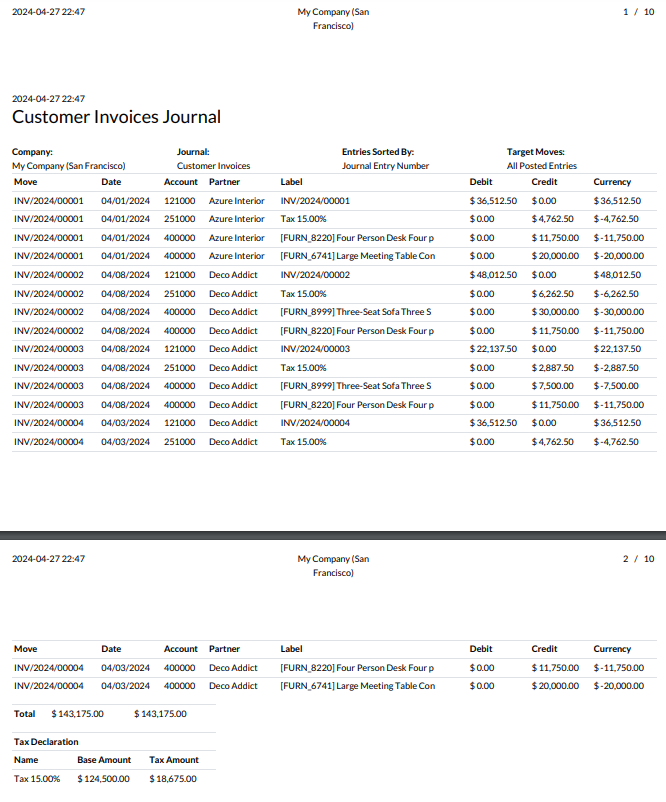 2024-04-27 22:47 My Company (San 1 / 10
Francisco)
2024-04-27 22:47
Customer Invoices Journal
Company: Journal: Entries Sorted By: Target Moves:
My Company (San Francisco) Customer Invoices Journal Entry Number All Posted Entries
Move Date Account Partner Label Debit Credit Currency
INV/2024/00001 04/01/2024 121000 Azure Interior INV/2024/00001 $ 36,512.50 $ 0.00 $ 36,512.50
INV/2024/00001 04/01/2024 251000 Azure Interior Tax 15.00% $ 0.00 $ 4,762.50 $ -4,762.50
INV/2024/00001 04/01/2024 400000 Azure Interior [FURN_8220] Four Person Desk Four p $ 0.00 $ 11,750.00 $ -11,750.00
INV/2024/00001 04/01/2024 400000 Azure Interior [FURN_6741] Large Meeting Table Con $ 0.00 $ 20,000.00 $ -20,000.00
INV/2024/00002 04/08/2024 121000 Deco Addict INV/2024/00002 $ 48,012.50 $ 0.00 $ 48,012.50
INV/2024/00002 04/08/2024 251000 Deco Addict Tax 15.00% $ 0.00 $ 6,262.50 $ -6,262.50
INV/2024/00002 04/08/2024 400000 Deco Addict [FURN_8999] Three-Seat Sofa Three S $ 0.00 $ 30,000.00 $ -30,000.00
INV/2024/00002 04/08/2024 400000 Deco Addict [FURN_8220] Four Person Desk Four p $ 0.00 $ 11,750.00 $ -11,750.00
INV/2024/00003 04/08/2024 121000 Deco Addict INV/2024/00003 $ 22,137.50 $ 0.00 $ 22,137.50
INV/2024/00003 04/08/2024 251000 Deco Addict Tax 15.00% $ 0.00 $ 2,887.50 $ -2,887.50
INV/2024/00003 04/08/2024 400000 Deco Addict [FURN_8999] Three-Seat Sofa Three S $ 0.00 $ 7,500.00 $ -7,500.00
INV/2024/00003 04/08/2024 400000 Deco Addict [FURN_8220] Four Person Desk Four p $ 0.00 $ 11,750.00 $ -11,750.00
INV/2024/00004 04/03/2024 121000 Deco Addict INV/2024/00004 $ 36,512.50 $ 0.00 $ 36,512.50
INV/2024/00004 04/03/2024 251000 Deco Addict Tax 15.00% $ 0.00 $ 4,762.50 $ -4,762.50
2024-04-27 22:47 My Company (San 2 / 10
Francisco)
Move Date Account Partner Label Debit Credit Currency
INV/2024/00004 04/03/2024 400000 Deco Addict [FURN_8220] Four Person Desk Four p $ 0.00 $ 11,750.00 $ -11,750.00
INV/2024/00004 04/03/2024 400000 Deco Addict [FURN_6741] Large Meeting Table Con $ 0.00 $ 20,000.00 $ -20,000.00
Total $ 143,175.00 $ 143,175.00
Tax Declaration
Name Base Amount Tax Amount
Tax 15.00% $ 124,500.00 $ 18,675.00